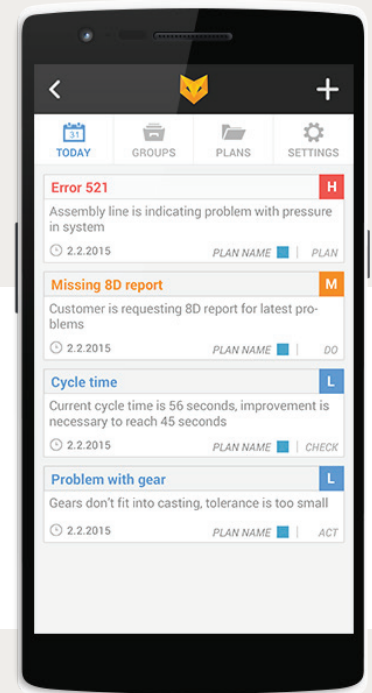 31
TODAY GROUPS PLANS SETTINGS
Error 521 H
Assembly line is indicating problem with pressure
in system
2.2.2015 PLAN NAME | PLAN
Missing 8D report M
Customer is requesting 8D report for latest pro-
blems
2.2.2015 PLAN NAME | DO
Cycle time L
Current cycle time is 56 seconds, improvement is
necessary to reach 45 seconds
2.2.2015 PLAN NAME | CHECK
Problem with gear L
Gears don't fit into casting, tolerance is too small
2.2.2015 PLAN NAME | ACT